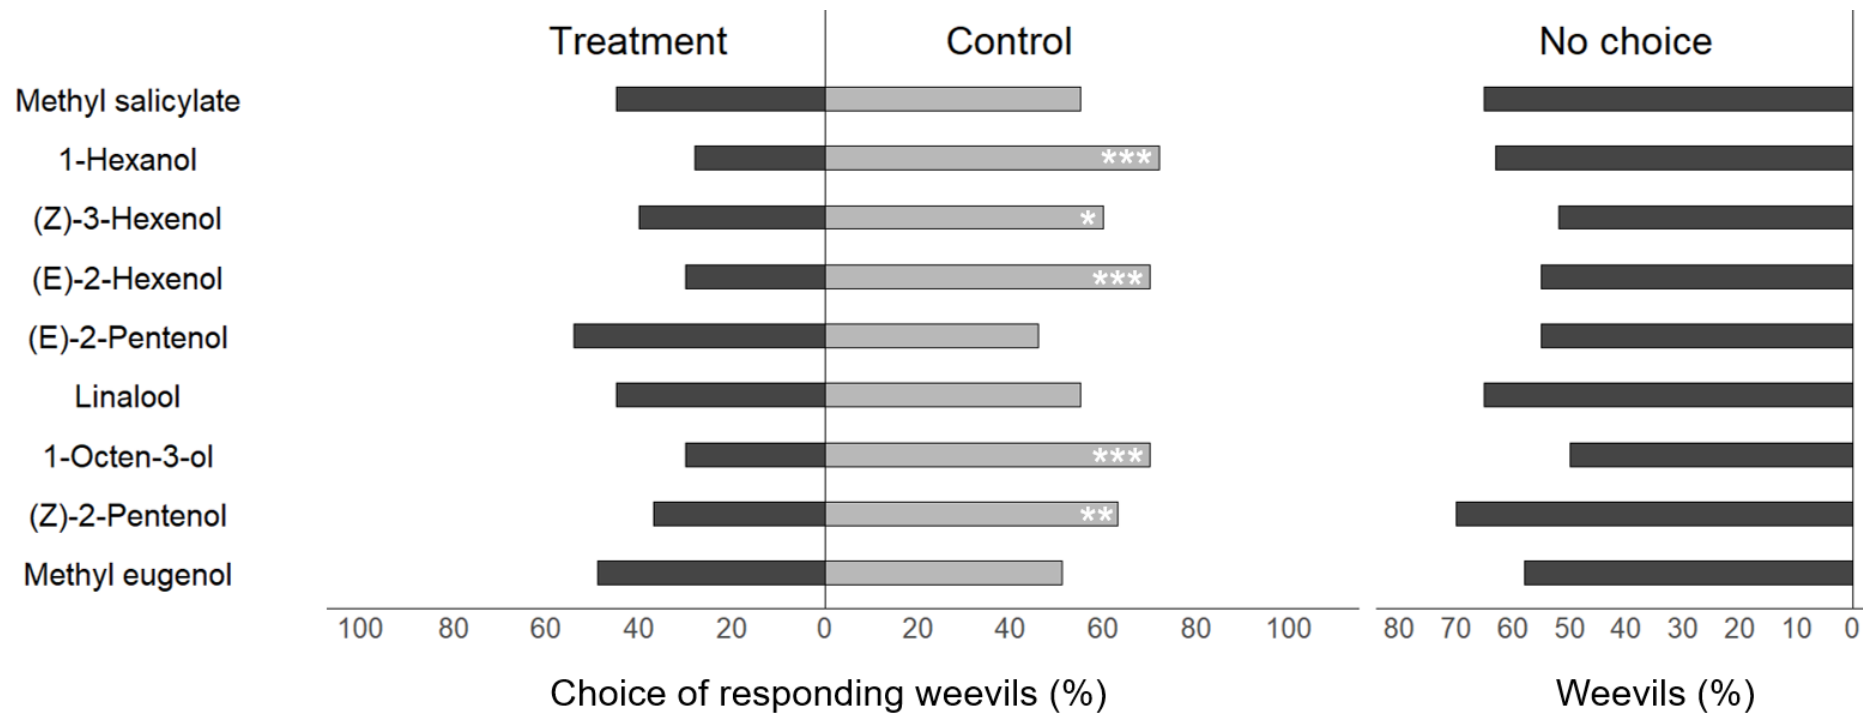 Treatment Control No choice
Methyl salicylate
1-Hexanol ***
(Z)-3-Hexenol *
(E)-2-Hexenol ***
(E)-2-Pentenol
Linalool
1-Octen-3-ol ***
(Z)-2-Pentenol **
Methyl eugenol
100 80 60 40 20 0 20 40 60 80 100 80 70 60 50 40 30 20 10 0
Choice of responding weevils (%) Weevils (%)